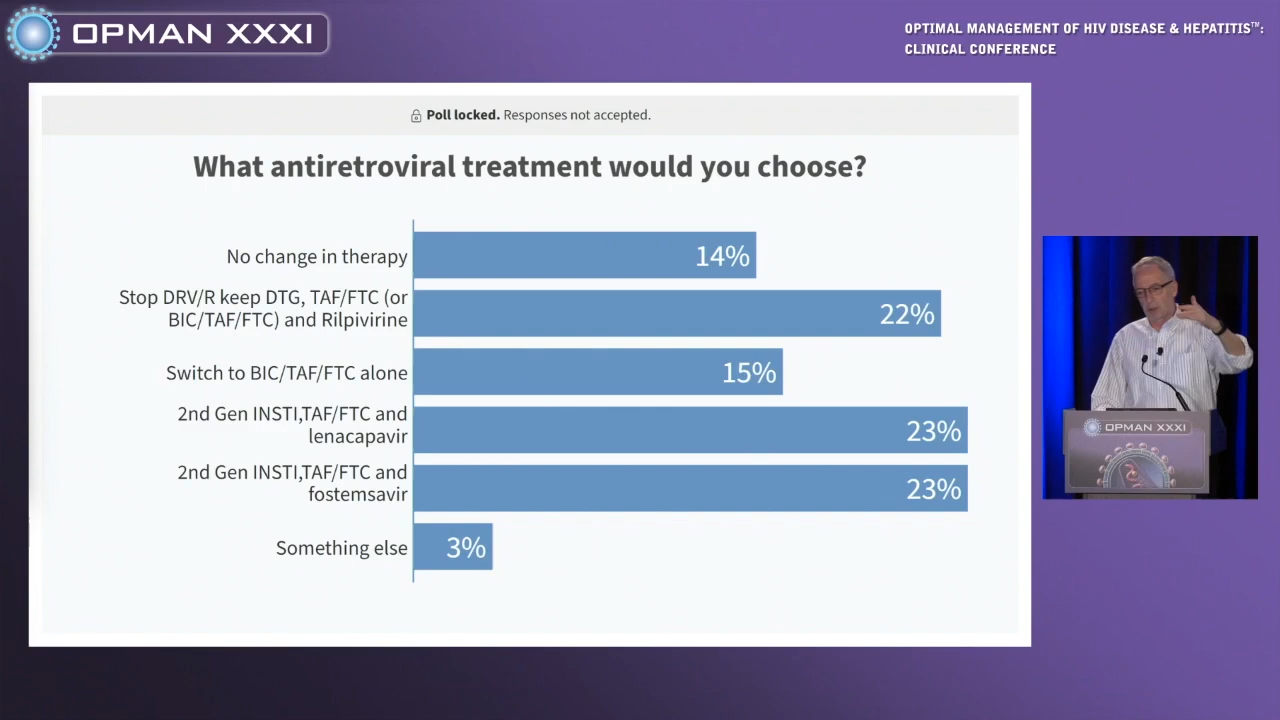 OPMAN XXXI
OPTIMAL MANAGEMENT OF HIV DISEASE & HEPATITIS™:
CLINICAL CONFERENCE
Poll locked. Responses not accepted.
What antiretroviral treatment would you choose?
No change in therapy
14%
Stop DRV/R keep DTG, TAF/FTC (or
BIC/TAF/FTC) and Rilpivirine
22%
Switch to BIC/TAF/FTC alone
15%
2nd Gen INSTI,TAF/FTC and
lenacapavir
23%
2nd Gen INSTI,TAF/FTC and
fostemsavir
23%
Something else
3%
OPMAN XXXI